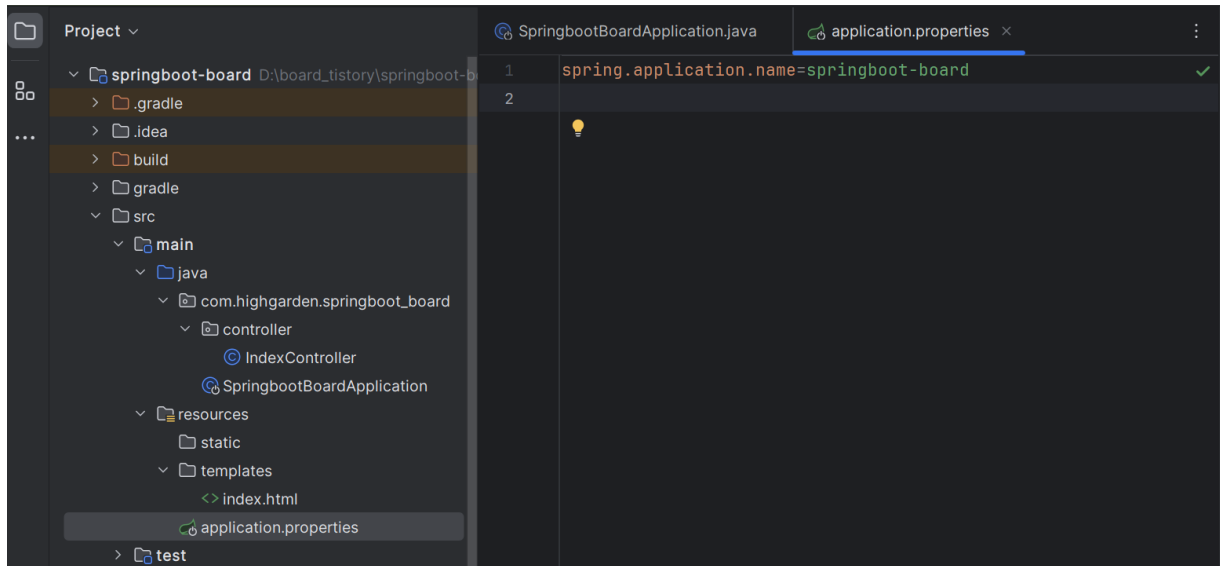 Project
springboot-board D:\board_tistory\springboot-b
.gradle
.idea
build
gradle
src
main
java
com.highgarden.springboot_board
controller
IndexController
SpringbootBoardApplication
resources
static
templates
index.html
application.properties
test
SpringbootBoardApplication.java
application.properties
1 spring.application.name=springboot-board
2